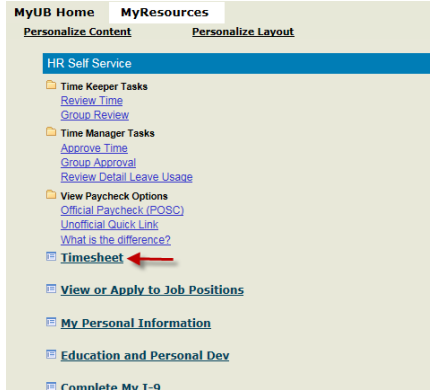 MyUB Home MyResources
Personalize Content Personalize Layout
HR Self Service
Time Keeper Tasks
Review Time
Group Review
Time Manager Tasks
Approve Time
Group Approval
Review Detail Leave Usage
View Paycheck Options
Official Paycheck (POSC)
Unofficial Quick Link
What is the difference?
Timesheet
View or Apply to Job Positions
My Personal Information
Education and Personal Dev
Complete My I-9